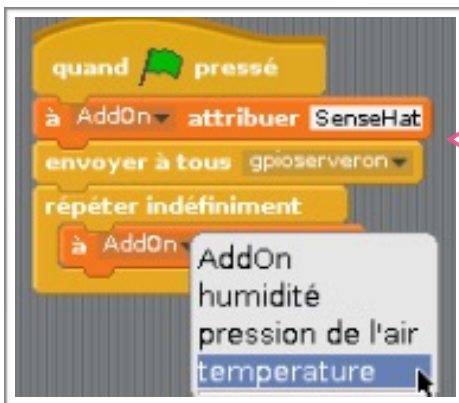 quand pressé
à AddOn attribuer SenseHat
envoyer à tous gpioserveron
répéter indéfiniment
à AddOn
AddOn
humidité
pression de l'air
temperature